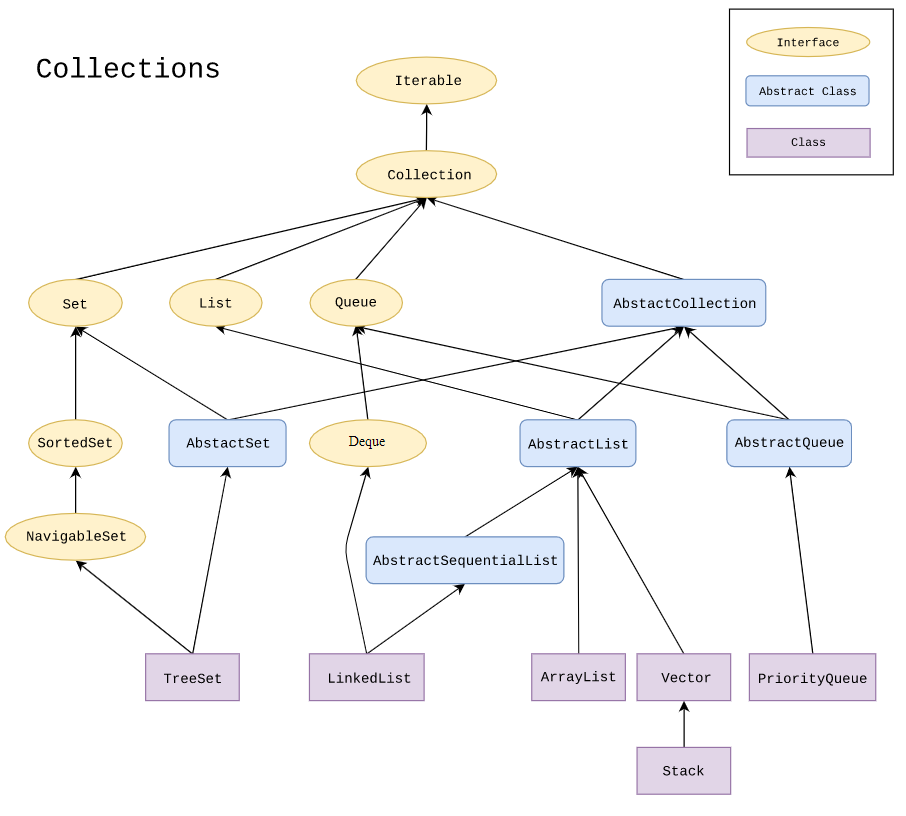 Collections
Interface
Abstract Class
Class
Iterable
Collection
Set
List
Queue
AbstactCollection
SortedSet
AbstactSet
Deque
AbstractList
AbstractQueue
NavigableSet
AbstractSequentialList
TreeSet
LinkedList
ArrayList
Vector
PriorityQueue
Stack